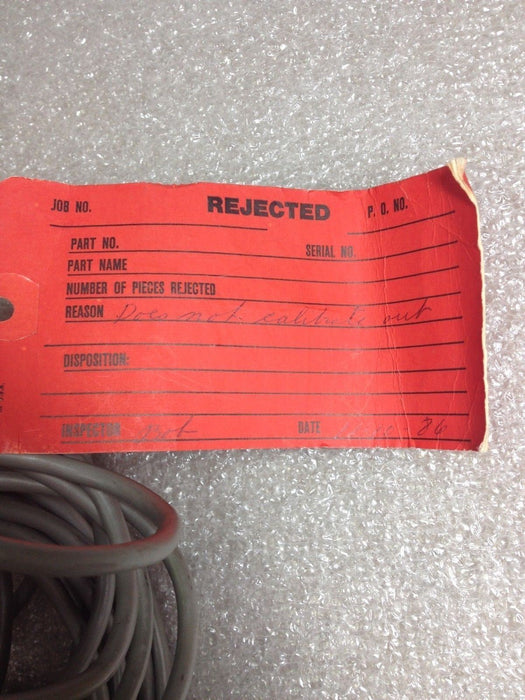 JOB NO. REJECTED P. O. NO.
PART NO. SERIAL NO.
PART NAME
NUMBER OF PIECES REJECTED
REASON Does not calibrate out
DISPOSITION:
INSPECTOR DATE 86